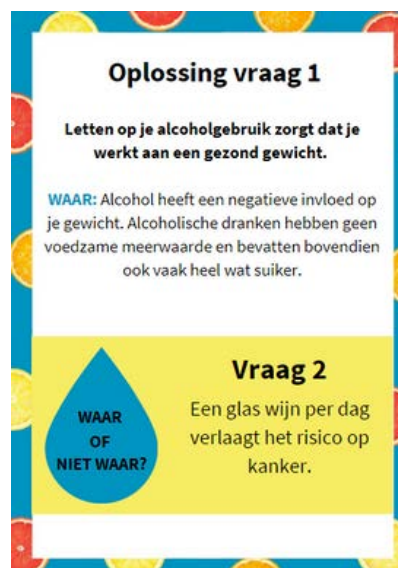 Oplossing vraag 1
Letten op je alcoholgebruik zorgt dat je
werkt aan een gezond gewicht.
WAAR: Alcohol heeft een negatieve invloed op
je gewicht. Alcoholische dranken hebben geen
voedzame meerwaarde en bevatten bovendien
ook vaak heel wat suiker.
WAAR
OF
NIET WAAR?
Vraag 2
Een glas wijn per dag
verlaagt het risico op
kanker.